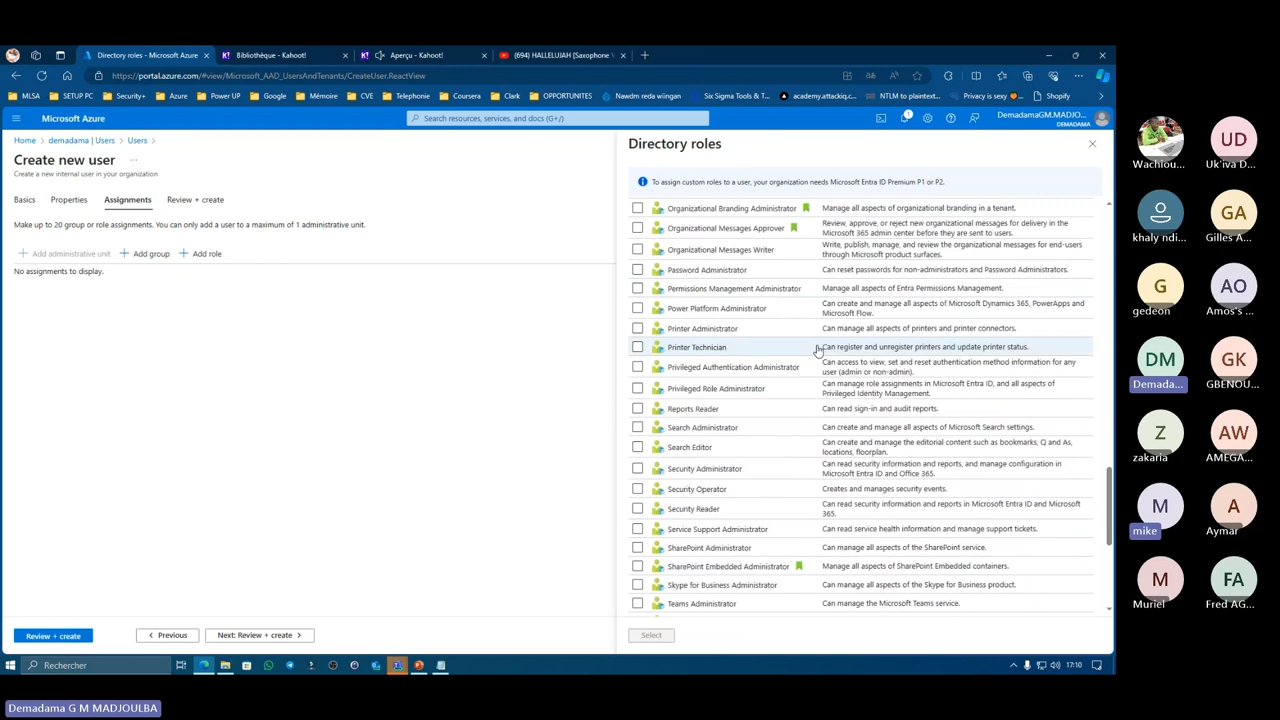 Directory roles - Microsoft Azure
Bibliothèque - Kahoot!
Aperçu - Kahoot!
(694) HALLELUJAH [Saxophone
https://portal.azure.com/#view/Microsoft_AAD_UsersAndTenants/CreateUser.ReactView
MLSA
SETUP PC
Security+
Azure
Power UP
Google
Mémoire
CVE
Telephonie
Coursera
Clark
OPPORTUNITES
Nawdm reda wiingan
Six Sigma Tools & T...
academy.attackiq.c...
NTLM to plaintext...
Privacy is sexy
Shopify
Microsoft Azure
Search resources, services, and docs (G+/)
1
DemadamaGM.MADJO...
DEMADAMA
Home > demadama | Users > Users >
Create new user ...
Create a new internal user in your organization
Basics
Properties
Assignments
Review + create
Make up to 20 group or role assignments. You can only add a user to a maximum of 1 administrative unit.
Add administrative unit
Add group
Add role
No assignments to display.
Directory roles
To assign custom roles to a user, your organization needs Microsoft Entra ID Premium P1 or P2.
Organizational Branding Administrator
Manage all aspects of organizational branding in a tenant.
Organizational Messages Approver
Review, approve, or reject new organizational messages for delivery in the
Microsoft 365 admin center before they are sent to users.
Organizational Messages Writer
Write, publish, manage, and review the organizational messages for end-users
through Microsoft product surfaces.
Password Administrator
Can reset passwords for non-administrators and Password Administrators.
Permissions Management Administrator
Manage all aspects of Entra Permissions Management.
Power Platform Administrator
Can create and manage all aspects of Microsoft Dynamics 365, PowerApps and
Microsoft Flow.
Printer Administrator
Can manage all aspects of printers and printer connectors.
Printer Technician
Can register and unregister printers and update printer status.
Privileged Authentication Administrator
Can access to view, set and reset authentication method information for any
user (admin or non-admin).
Privileged Role Administrator
Can manage role assignments in Microsoft Entra ID, and all aspects of
Privileged Identity Management.
Reports Reader
Can read sign-in and audit reports.
Search Administrator
Can create and manage all aspects of Microsoft Search settings.
Search Editor
Can create and manage the editorial content such as bookmarks, Q and As,
locations, floorplan.
Security Administrator
Can read security information and reports, and manage configuration in
Microsoft Entra ID and Office 365.
Security Operator
Creates and manages security events.
Security Reader
Can read security information and reports in Microsoft Entra ID and Microsoft
365.
Service Support Administrator
Can read service health information and manage support tickets.
SharePoint Administrator
Can manage all aspects of the SharePoint service.
SharePoint Embedded Administrator
Manage all aspects of SharePoint Embedded containers.
Skype for Business Administrator
Can manage all aspects of the Skype for Business product.
Teams Administrator
Can manage the Microsoft Teams service.
Review + create
< Previous
Next: Review + create >
Select
Rechercher
17:10
Demadama G M MADJOULBA
Wachlou...
UD
Uk'iva D...
khaly ndi...
GA
Gilles A...
G
gedeon
AO
Amos's ...
DM
Demada...
GK
GBENOU...
Z
zakaria
AW
AMEGA...
M
mike
A
Aymar
M
Muriel
FA
Fred AG...